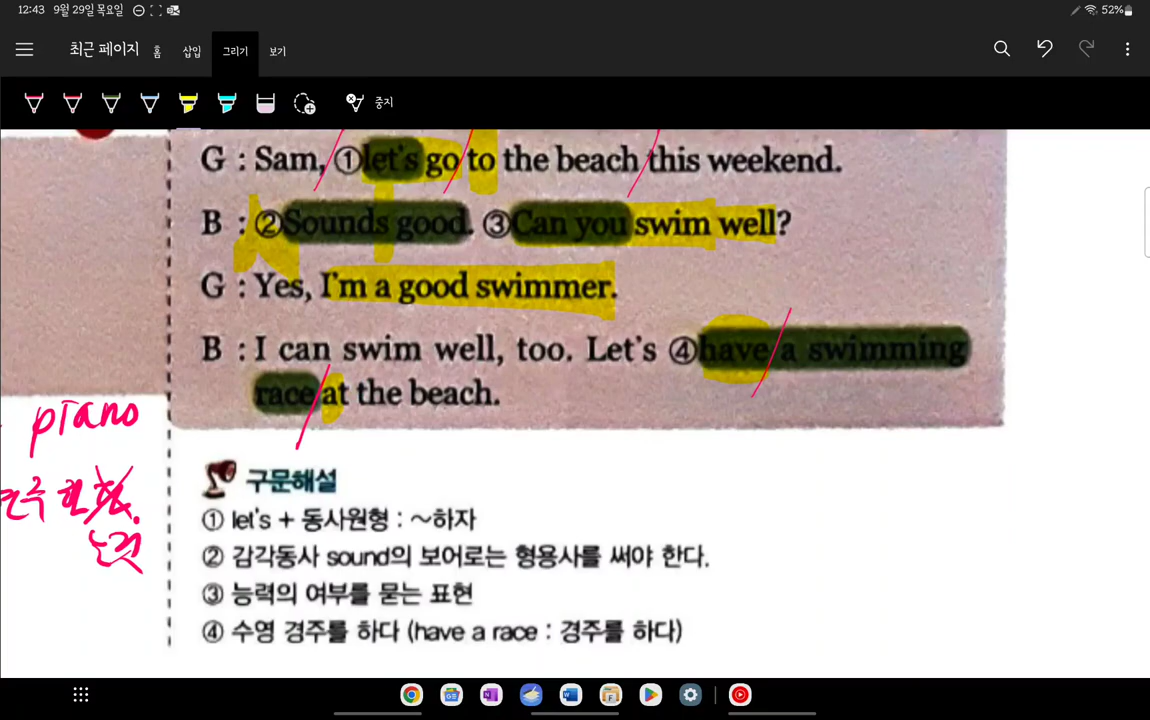 12:43 9월 29일 목요일 52%
최근 페이지 홈 삽입 그리기 보기
중지
G : Sam, ①let's go to the beach this weekend.
B : ②Sounds good. ③Can you swim well?
G : Yes, I'm a good swimmer.
B : I can swim well, too. Let's ④have a swimming
race at the beach.
piano
구문해설
① let's + 동사원형 : ~하자
② 감각동사 sound의 보어로는 형용사를 써야 한다.
③ 능력의 여부를 묻는 표현
④ 수영 경주를 하다 (have a race : 경주를 하다)